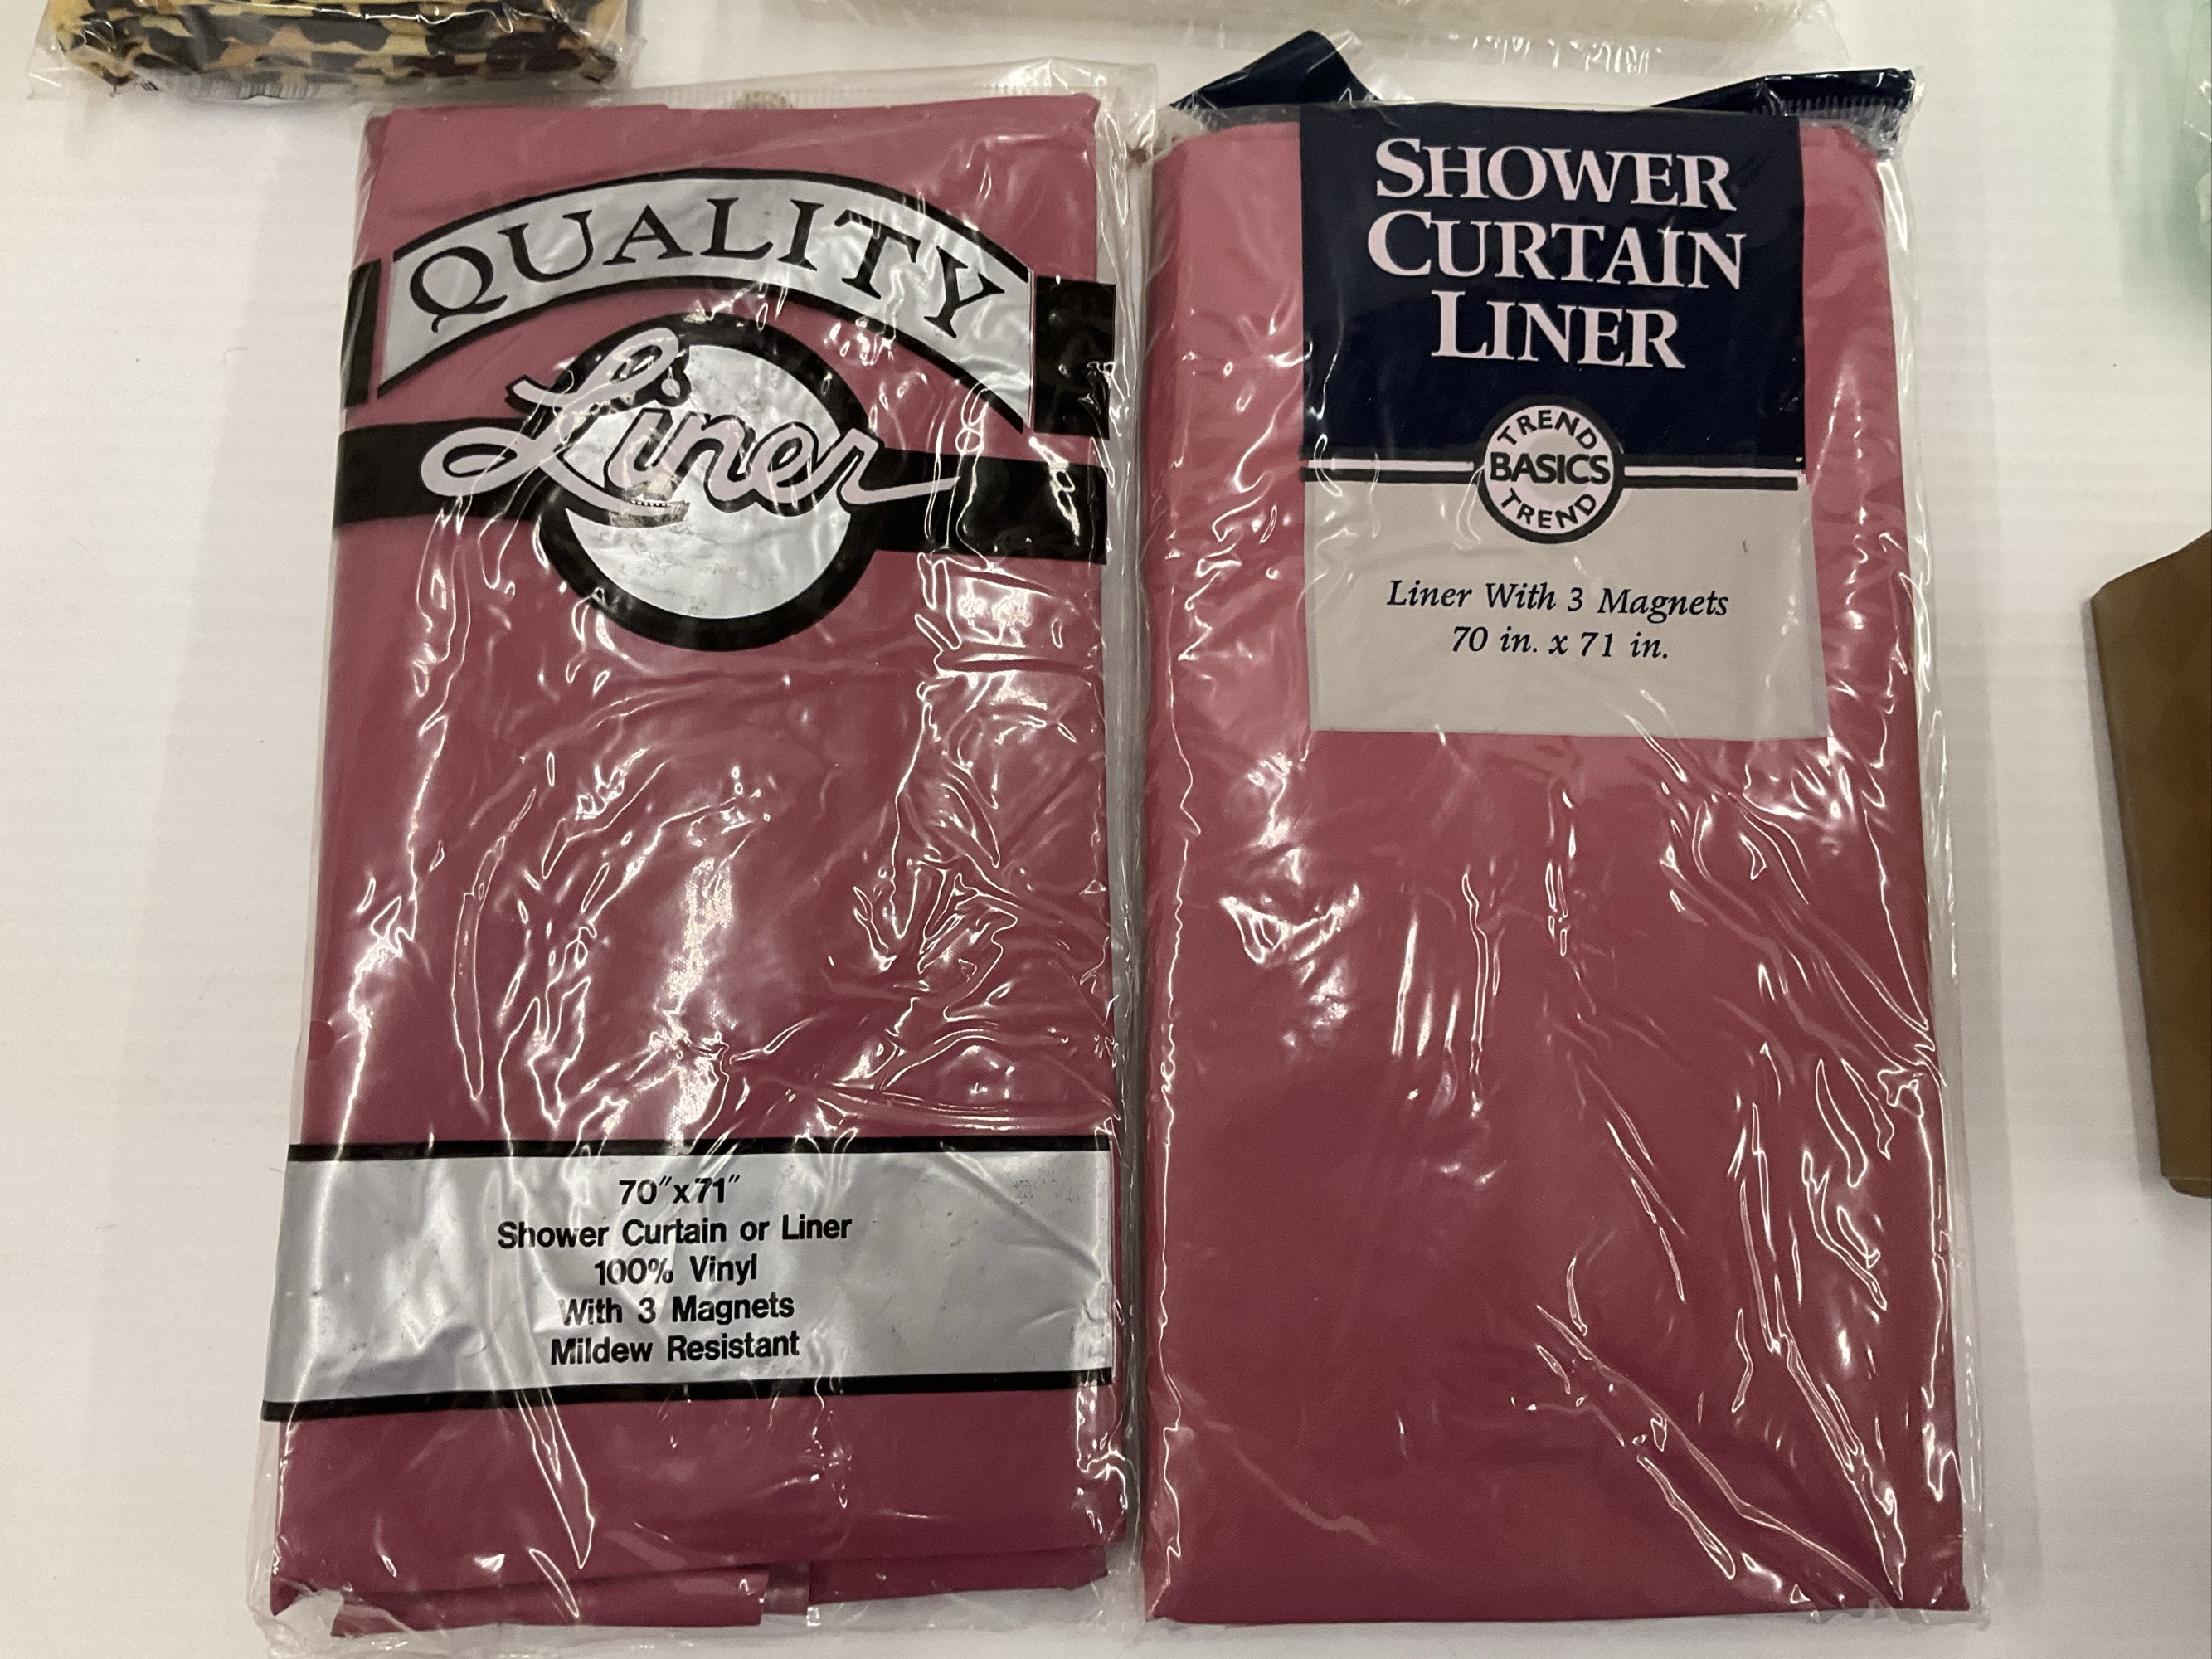 QUALITY
Liner
70"x71"
Shower Curtain or Liner
100% Vinyl
With 3 Magnets
Mildew Resistant
SHOWER
CURTAIN
LINER
TREND
BASICS
TREND
Liner With 3 Magnets
70 in. x 71 in.